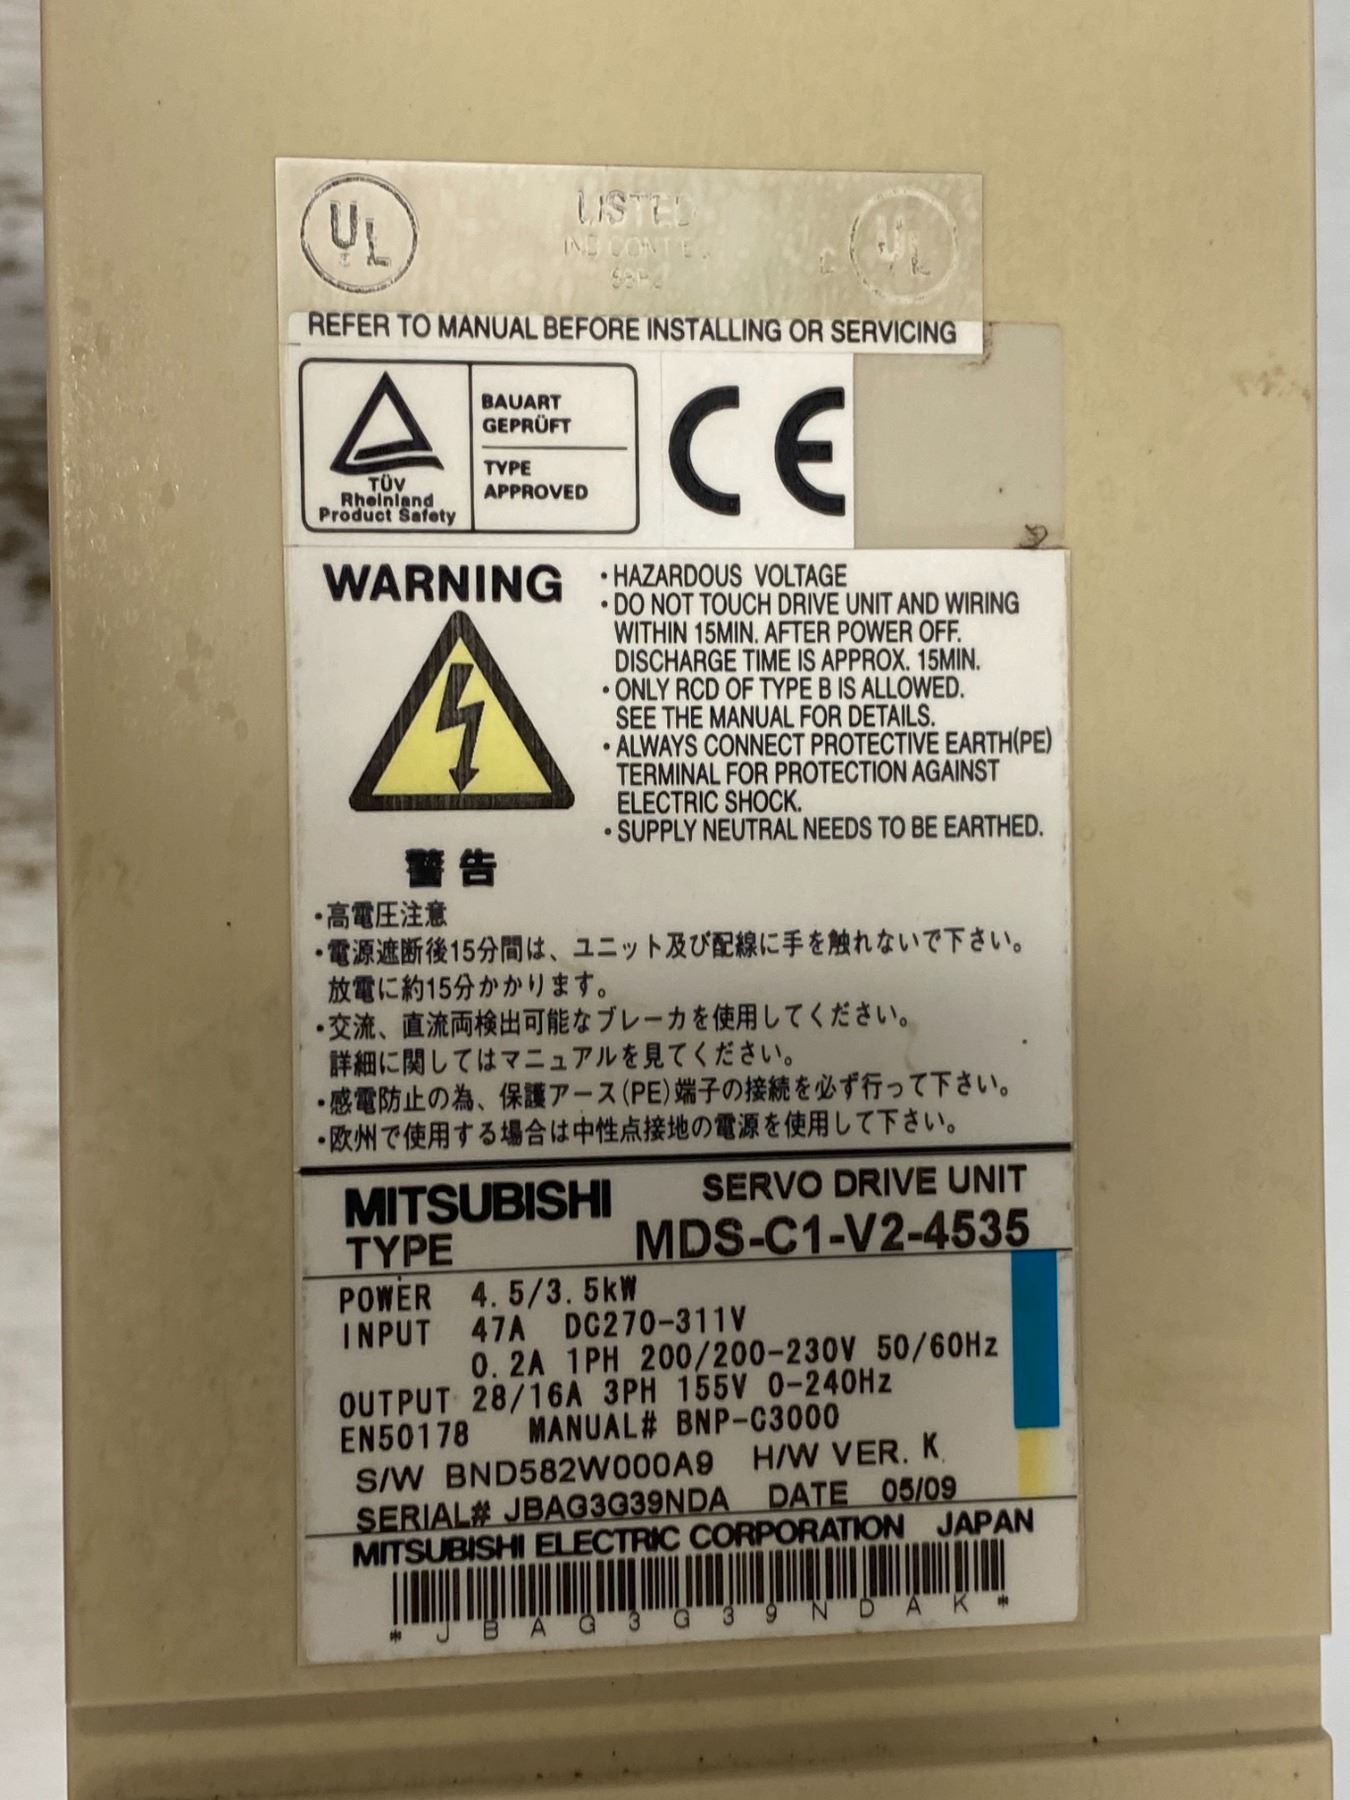 UL LISTED UL
IND CONT EQ
REFER TO MANUAL BEFORE INSTALLING OR SERVICING
TÜV
Rheinland
Product Safety
BAUART
GEPRÜFT
TYPE
APPROVED
CE
WARNING
・HAZARDOUS VOLTAGE
・DO NOT TOUCH DRIVE UNIT AND WIRING
WITHIN 15MIN. AFTER POWER OFF.
DISCHARGE TIME IS APPROX. 15MIN.
・ONLY RCD OF TYPE B IS ALLOWED.
SEE THE MANUAL FOR DETAILS.
・ALWAYS CONNECT PROTECTIVE EARTH(PE)
TERMINAL FOR PROTECTION AGAINST
ELECTRIC SHOCK.
・SUPPLY NEUTRAL NEEDS TO BE EARTHED.
警告
・高電圧注意
・電源遮断後15分間は、ユニット及び配線に手を触れないで下さい。
放電に約15分かかります。
・交流、直流両検出可能なブレーカを使用してください。
詳細に関してはマニュアルを見てください。
・感電防止の為、保護アース(PE)端子の接続を必ず行って下さい。
・欧州で使用する場合は中性点接地の電源を使用して下さい。
MITSUBISHI SERVO DRIVE UNIT
TYPE MDS-C1-V2-4535
POWER 4.5/3.5kW
INPUT 47A DC270-311V
0.2A 1PH 200/200-230V 50/60Hz
OUTPUT 28/16A 3PH 155V 0-240Hz
EN50178 MANUAL# BNP-C3000
S/W BND582W000A9 H/W VER. K
SERIAL# JBAG3G39NDA DATE 05/09
MITSUBISHI ELECTRIC CORPORATION JAPAN
* J B A G 3 G 3 9 N D A K *